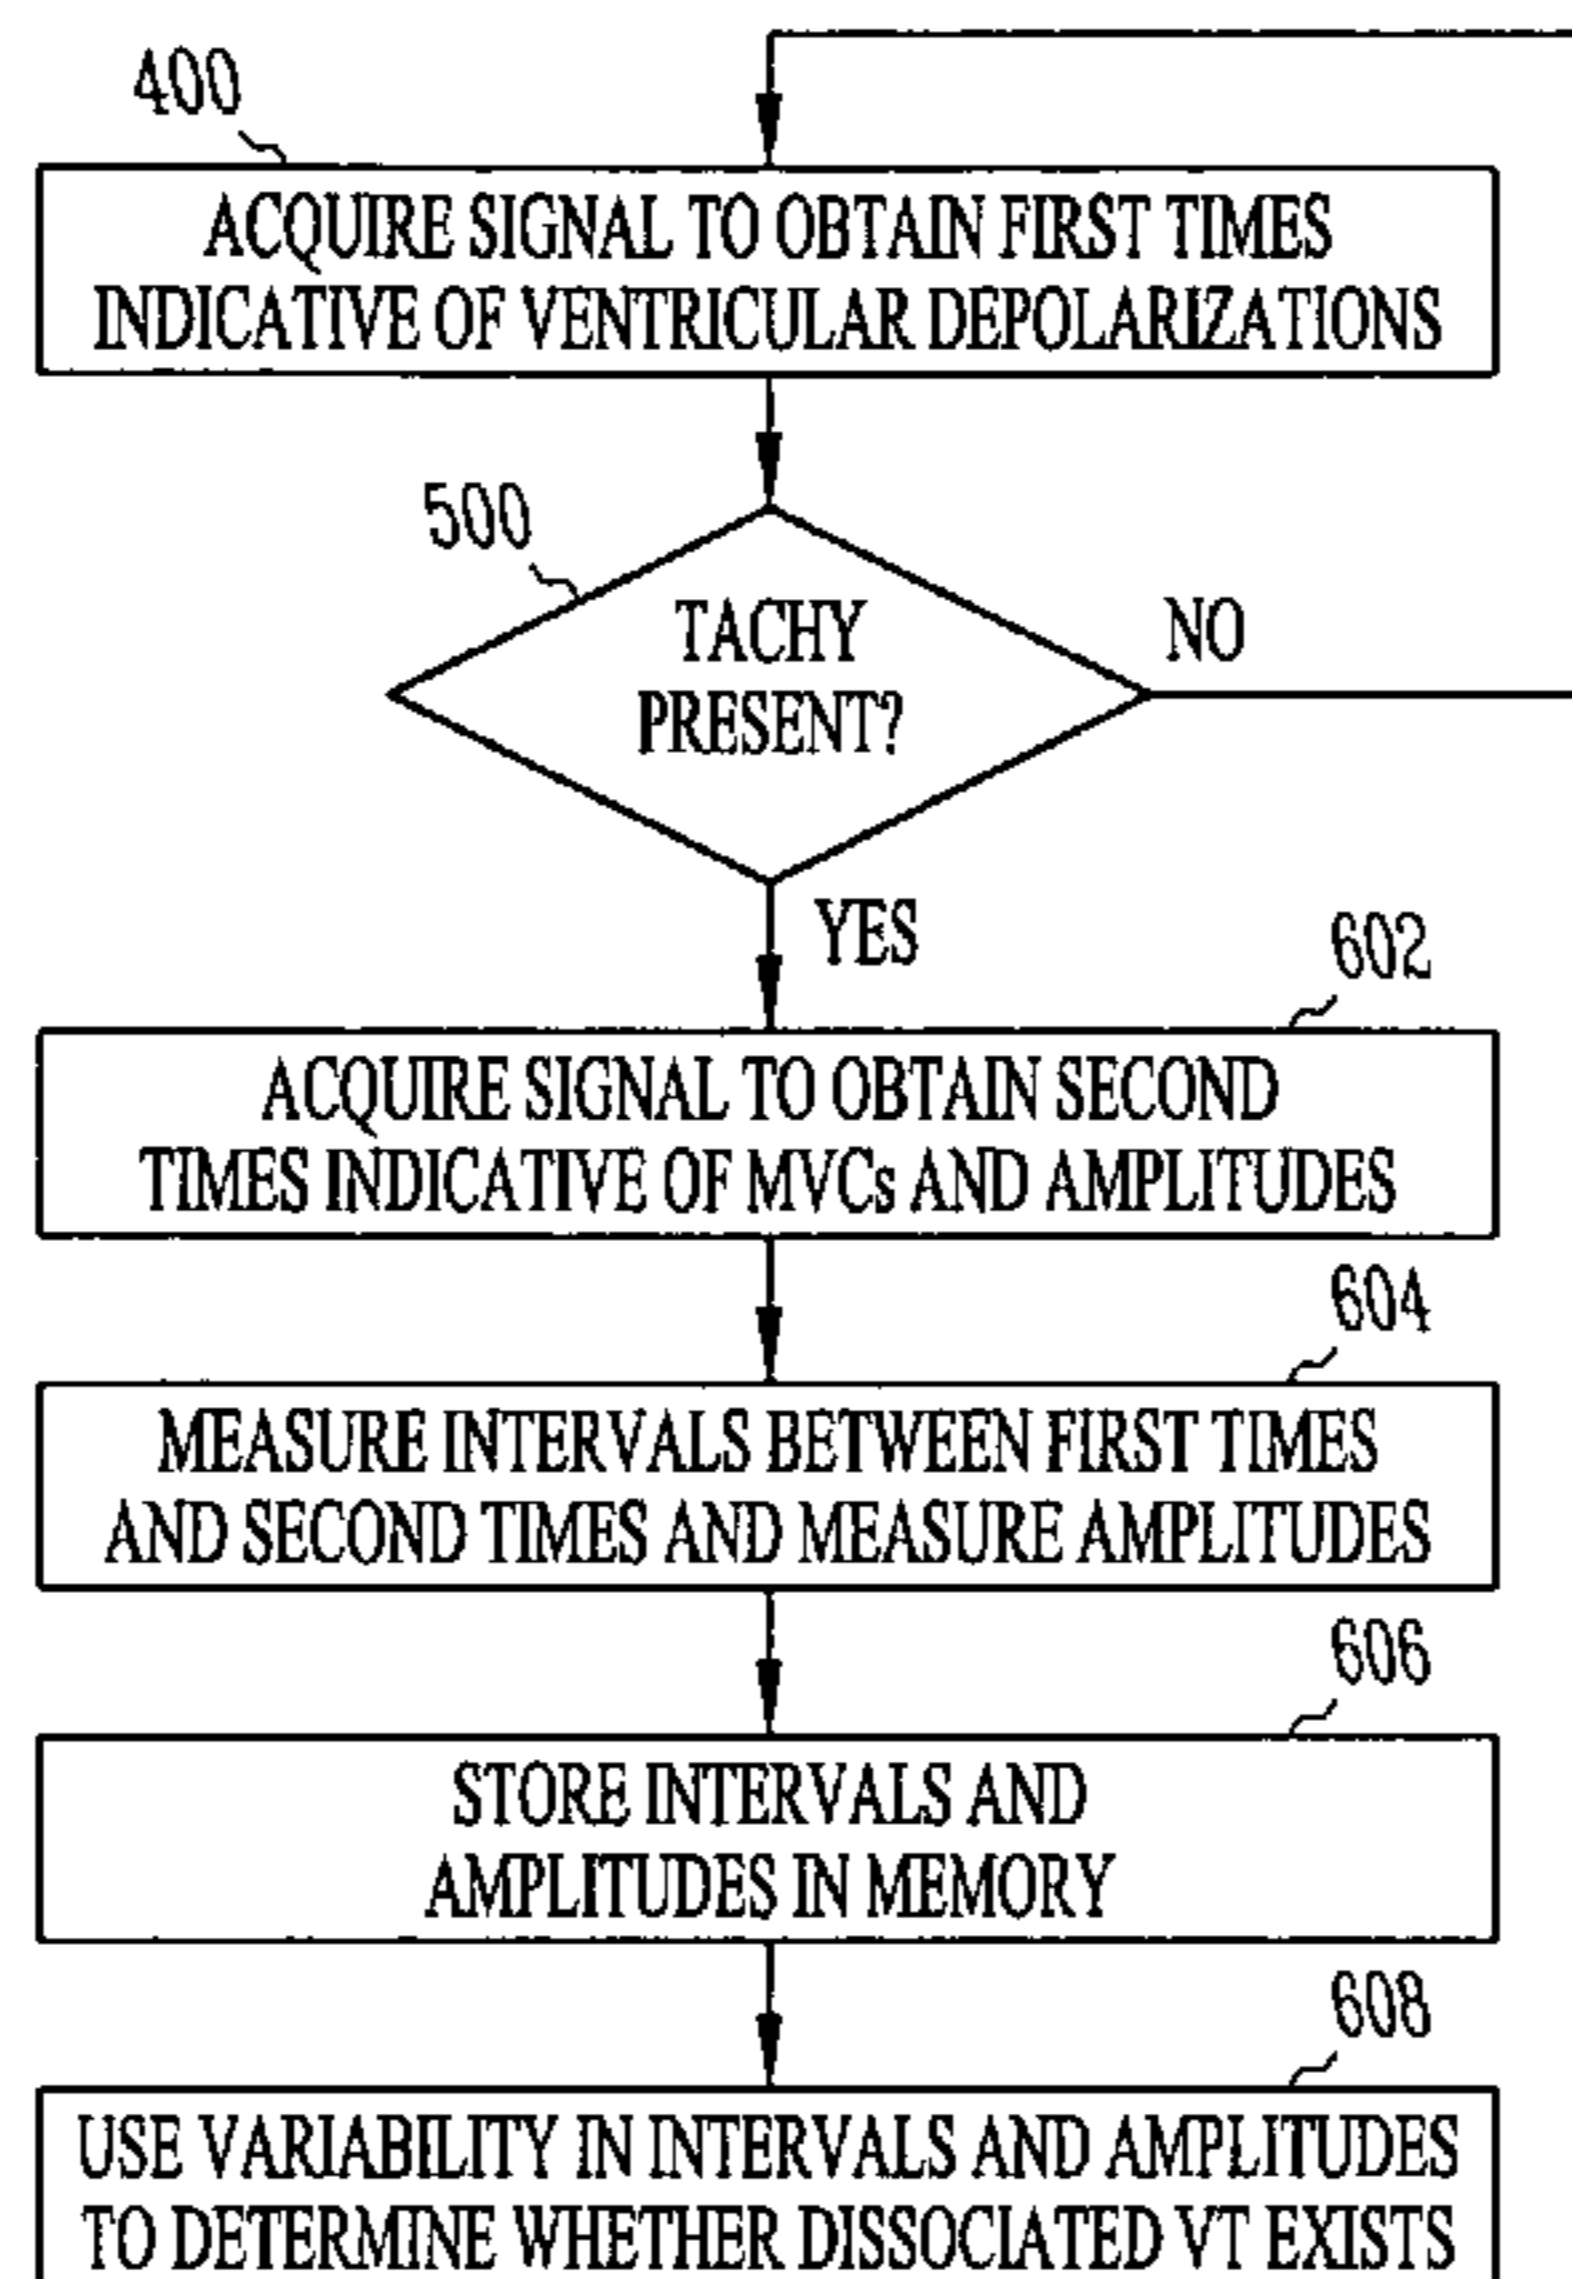 400
ACQUIRE SIGNAL TO OBTAIN FIRST TIMES
INDICATIVE OF VENTRICULAR DEPOLARIZATIONS
500
TACHY
PRESENT?
NO
YES
602
ACQUIRE SIGNAL TO OBTAIN SECOND
TIMES INDICATIVE OF MVCs AND AMPLITUDES
604
MEASURE INTERVALS BETWEEN FIRST TIMES
AND SECOND TIMES AND MEASURE AMPLITUDES
606
STORE INTERVALS AND
AMPLITUDES IN MEMORY
608
USE VARIABILITY IN INTERVALS AND AMPLITUDES
TO DETERMINE WHETHER DISSOCIATED VT EXISTS